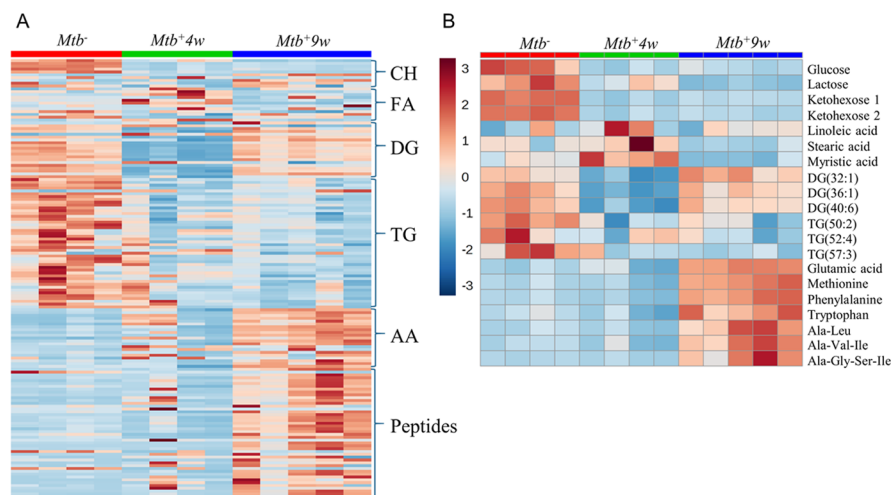 A
Mtb⁻ Mtb⁺4w Mtb⁺9w
CH
FA
DG
TG
AA
Peptides
B
Mtb⁻ Mtb⁺4w Mtb⁺9w
3
2
1
0
-1
-2
-3
Glucose
Lactose
Ketohexose 1
Ketohexose 2
Linoleic acid
Stearic acid
Myristic acid
DG(32:1)
DG(36:1)
DG(40:6)
TG(50:2)
TG(52:4)
TG(57:3)
Glutamic acid
Methionine
Phenylalanine
Tryptophan
Ala-Leu
Ala-Val-Ile
Ala-Gly-Ser-Ile